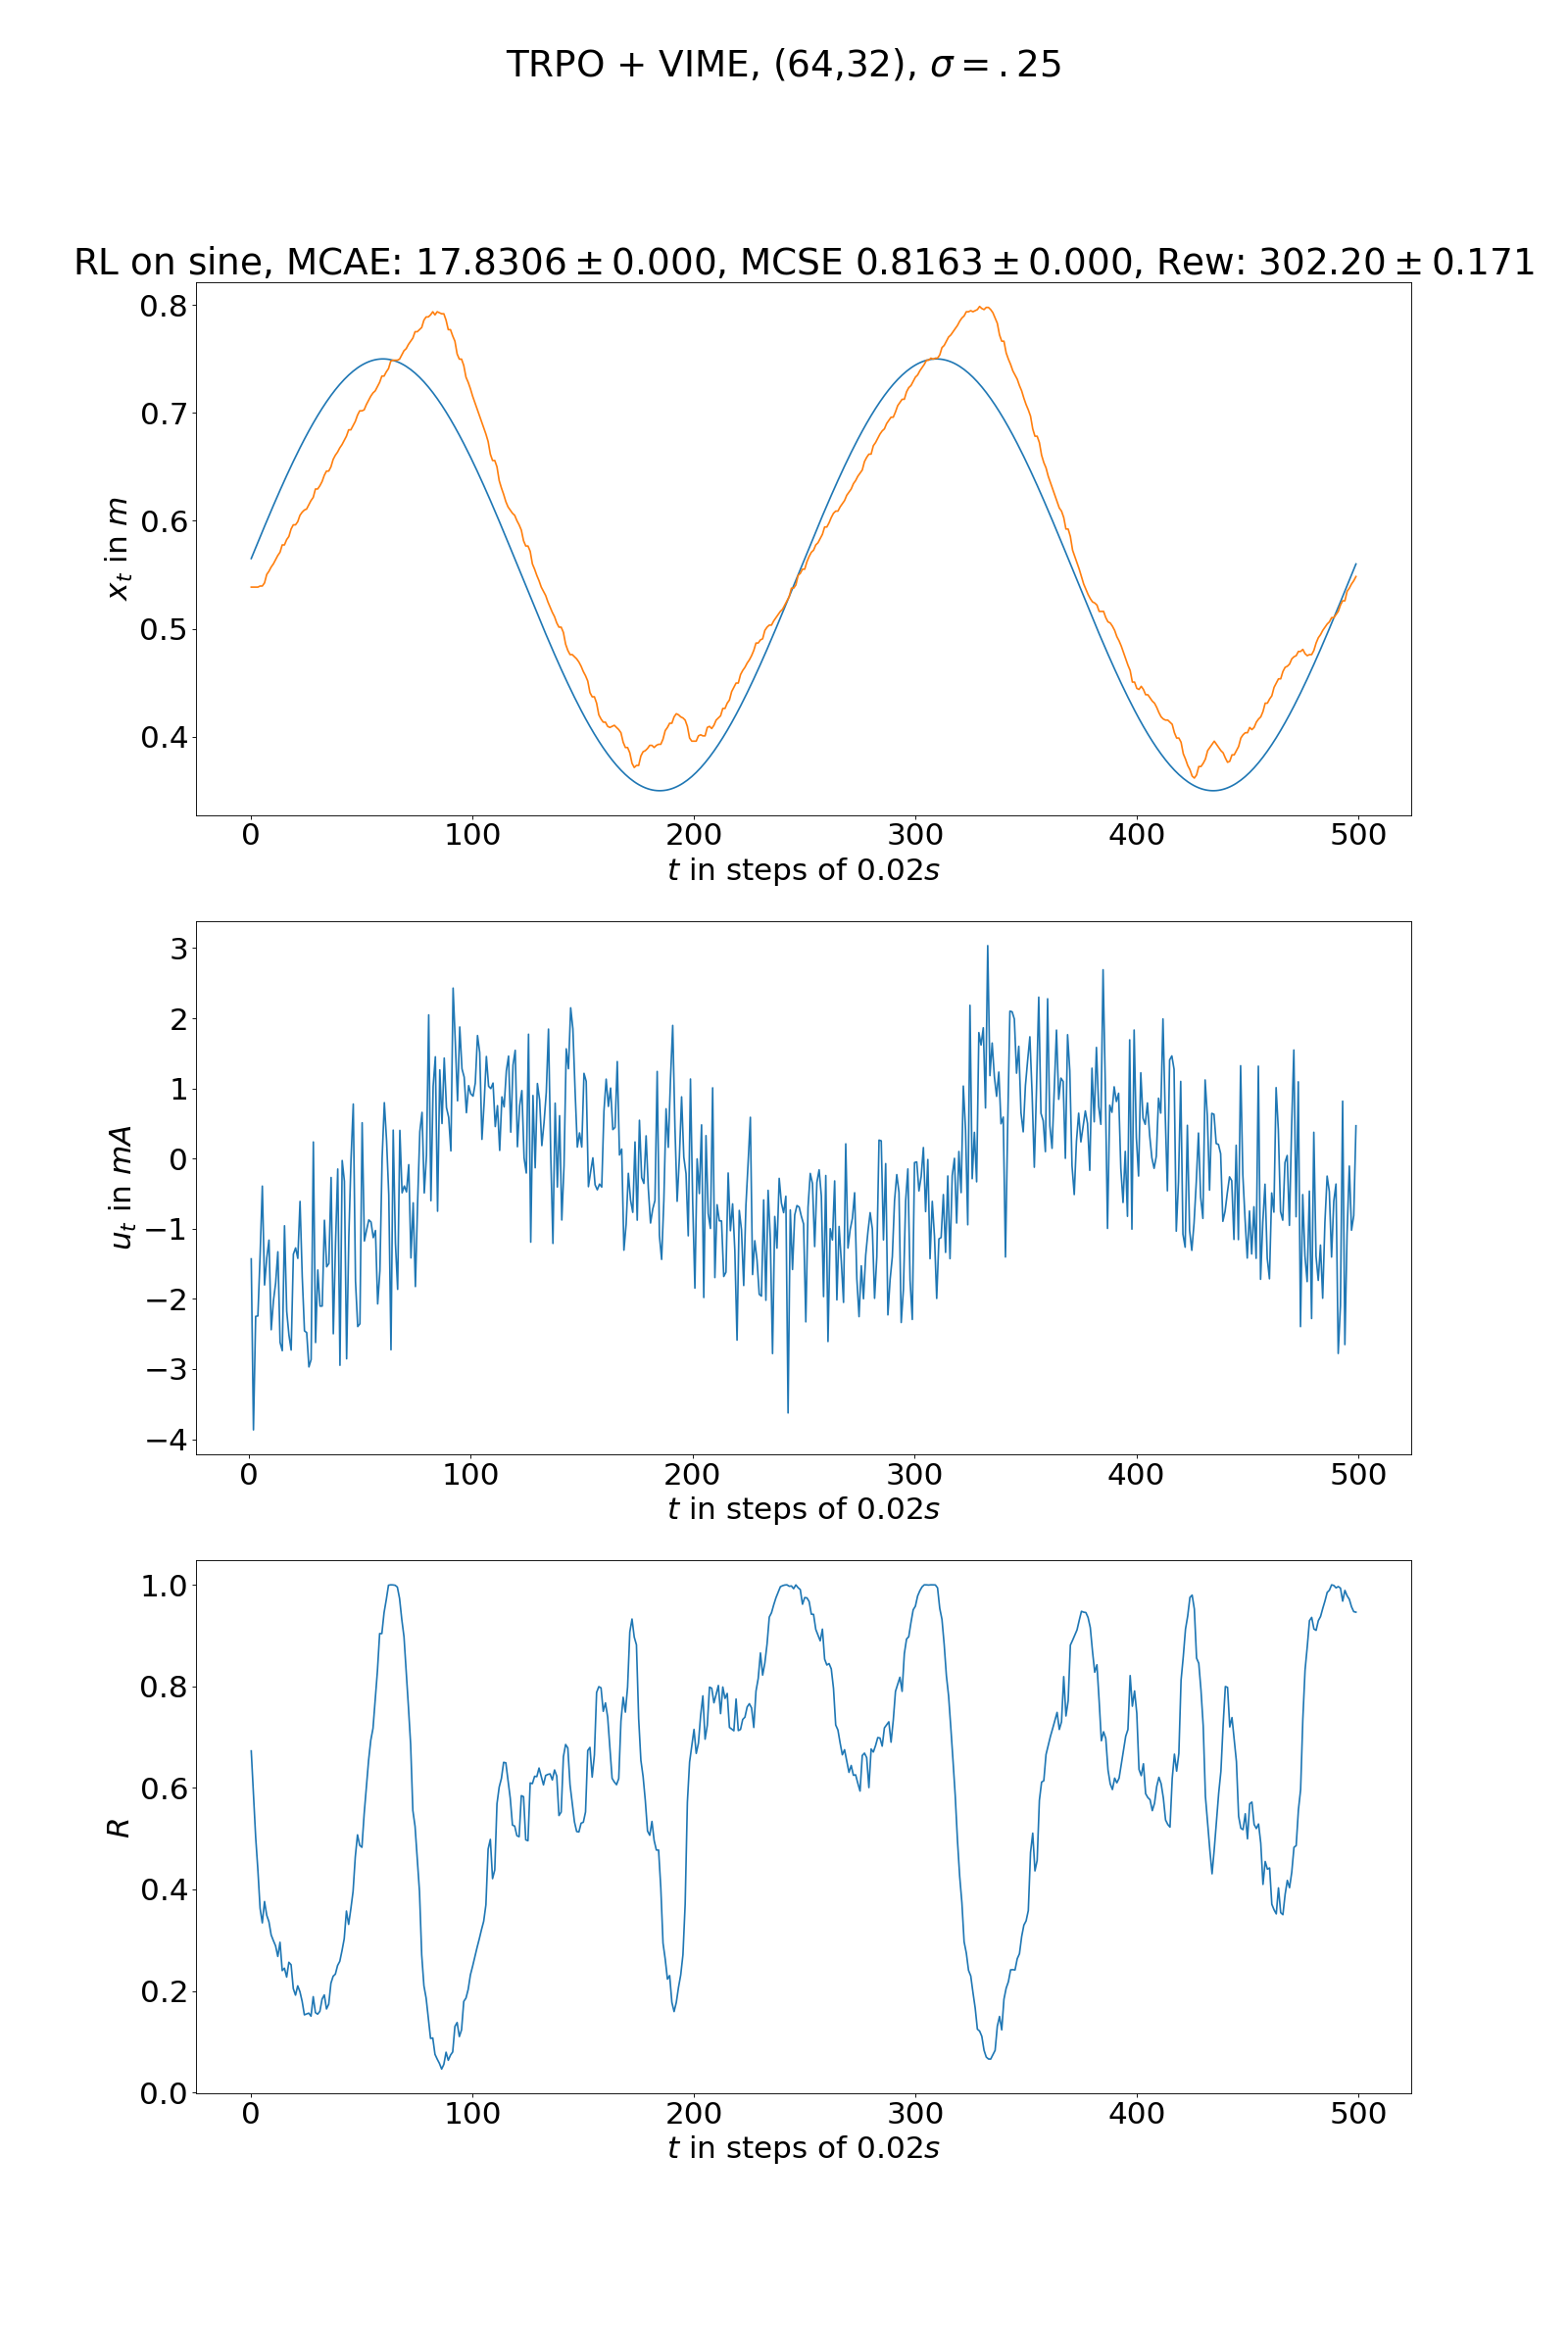 TRPO + VIME, (64,32), σ = .25
RL on sine, MCAE: 17.8306 ± 0.000, MCSE 0.8163 ± 0.000, Rew: 302.20 ± 0.171
0.8
0.7
0.6
0.5
0.4
x_t in m
0 100 200 300 400 500
t in steps of 0.02s
3
2
1
0
−1
−2
−3
−4
u_t in mA
0 100 200 300 400 500
t in steps of 0.02s
1.0
0.8
0.6
0.4
0.2
0.0
R
0 100 200 300 400 500
t in steps of 0.02s